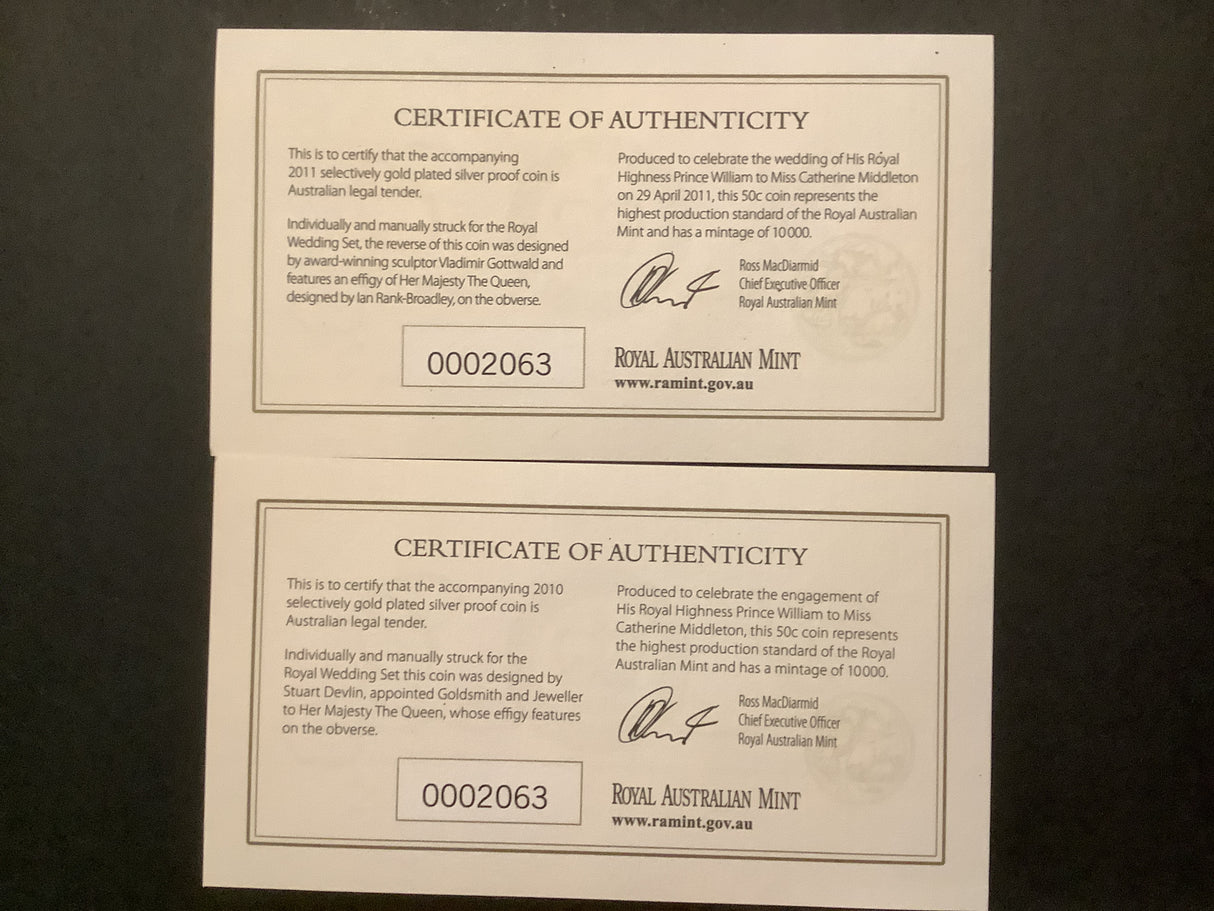 CERTIFICATE OF AUTHENTICITY
This is to certify that the accompanying
2011 selectively gold plated silver proof coin is
Australian legal tender.
Individually and manually struck for the Royal
Wedding Set, the reverse of this coin was designed
by award-winning sculptor Vladimir Gottwald and
features an effigy of Her Majesty The Queen,
designed by Ian Rank-Broadley, on the obverse.
0002063
Produced to celebrate the wedding of His Royal
Highness Prince William to Miss Catherine Middleton
on 29 April 2011, this 50c coin represents the
highest production standard of the Royal Australian
Mint and has a mintage of 10000.
Ross MacDiarmid
Chief Executive Officer
Royal Australian Mint
ROYAL AUSTRALIAN MINT
www.ramint.gov.au
CERTIFICATE OF AUTHENTICITY
This is to certify that the accompanying 2010
selectively gold plated silver proof coin is
Australian legal tender.
Individually and manually struck for the
Royal Wedding Set this coin was designed by
Stuart Devlin, appointed Goldsmith and Jeweller
to Her Majesty The Queen, whose effigy features
on the obverse.
0002063
Produced to celebrate the engagement of
His Royal Highness Prince William to Miss
Catherine Middleton, this 50c coin represents
the highest production standard of the Royal
Australian Mint and has a mintage of 10000.
Ross MacDiarmid
Chief Executive Officer
Royal Australian Mint
ROYAL AUSTRALIAN MINT
www.ramint.gov.au